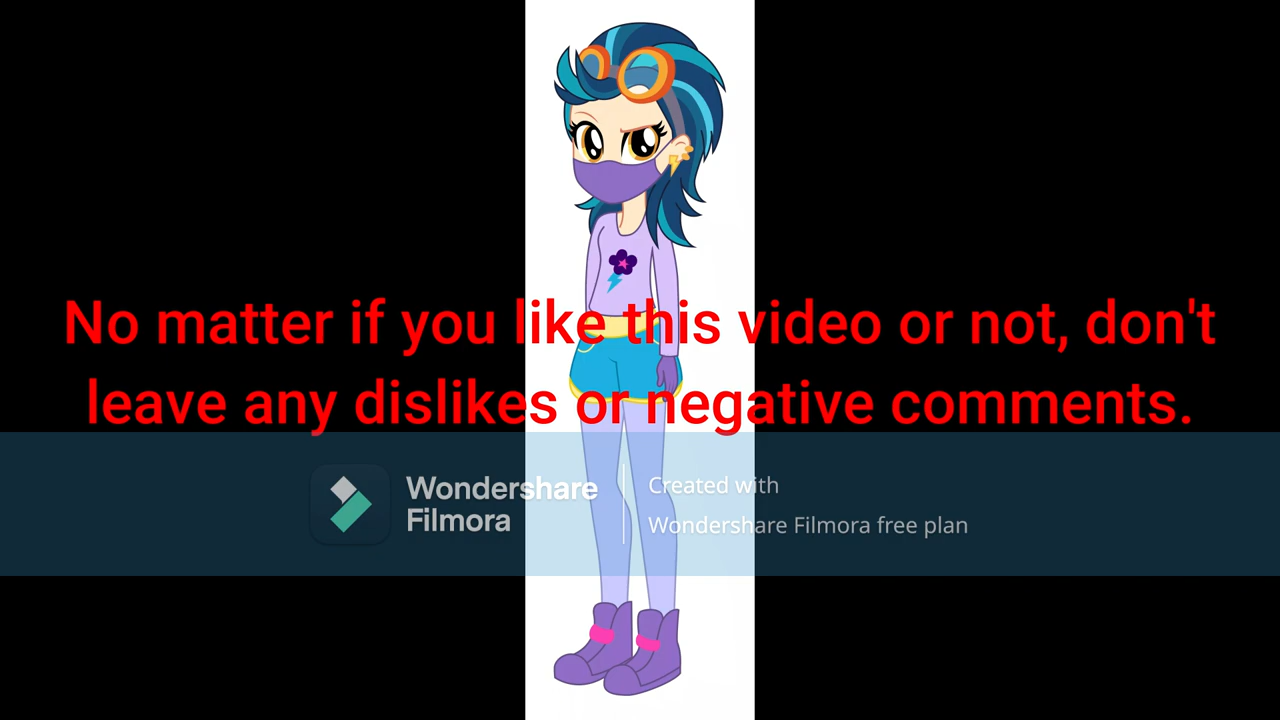 No matter if you like this video or not, don't
leave any dislikes or negative comments.
Wondershare
Filmora
Created with
Wondershare Filmora free plan